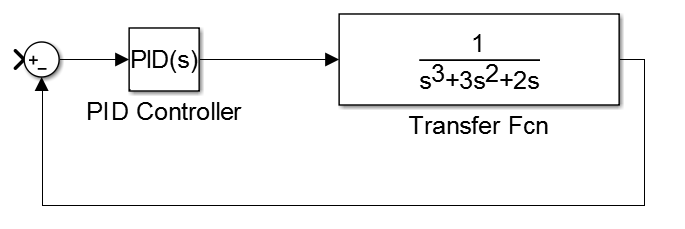 +
−
PID(s)
PID Controller
1
s3+3s2+2s
Transfer Fcn